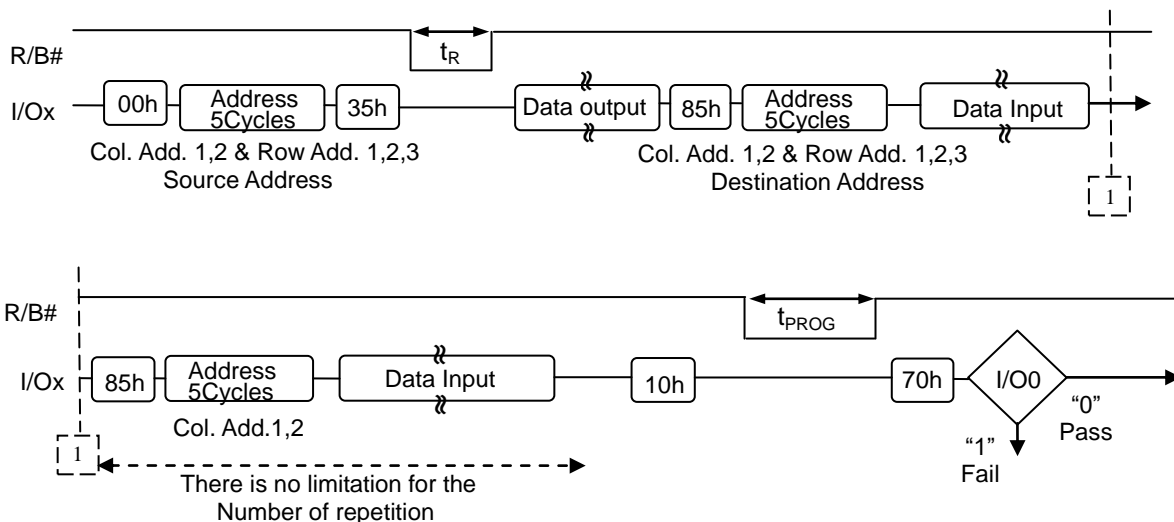 R/B#
tR
I/Ox
00h
Address
5Cycles
35h
Data output
85h
Address
5Cycles
Data Input
Col. Add. 1,2 & Row Add. 1,2,3
Source Address
Col. Add. 1,2 & Row Add. 1,2,3
Destination Address
1
R/B#
tPROG
I/Ox
85h
Address
5Cycles
Data Input
10h
70h
I/O0
"0"
Pass
Col. Add.1,2
1
"1"
Fail
There is no limitation for the
Number of repetition